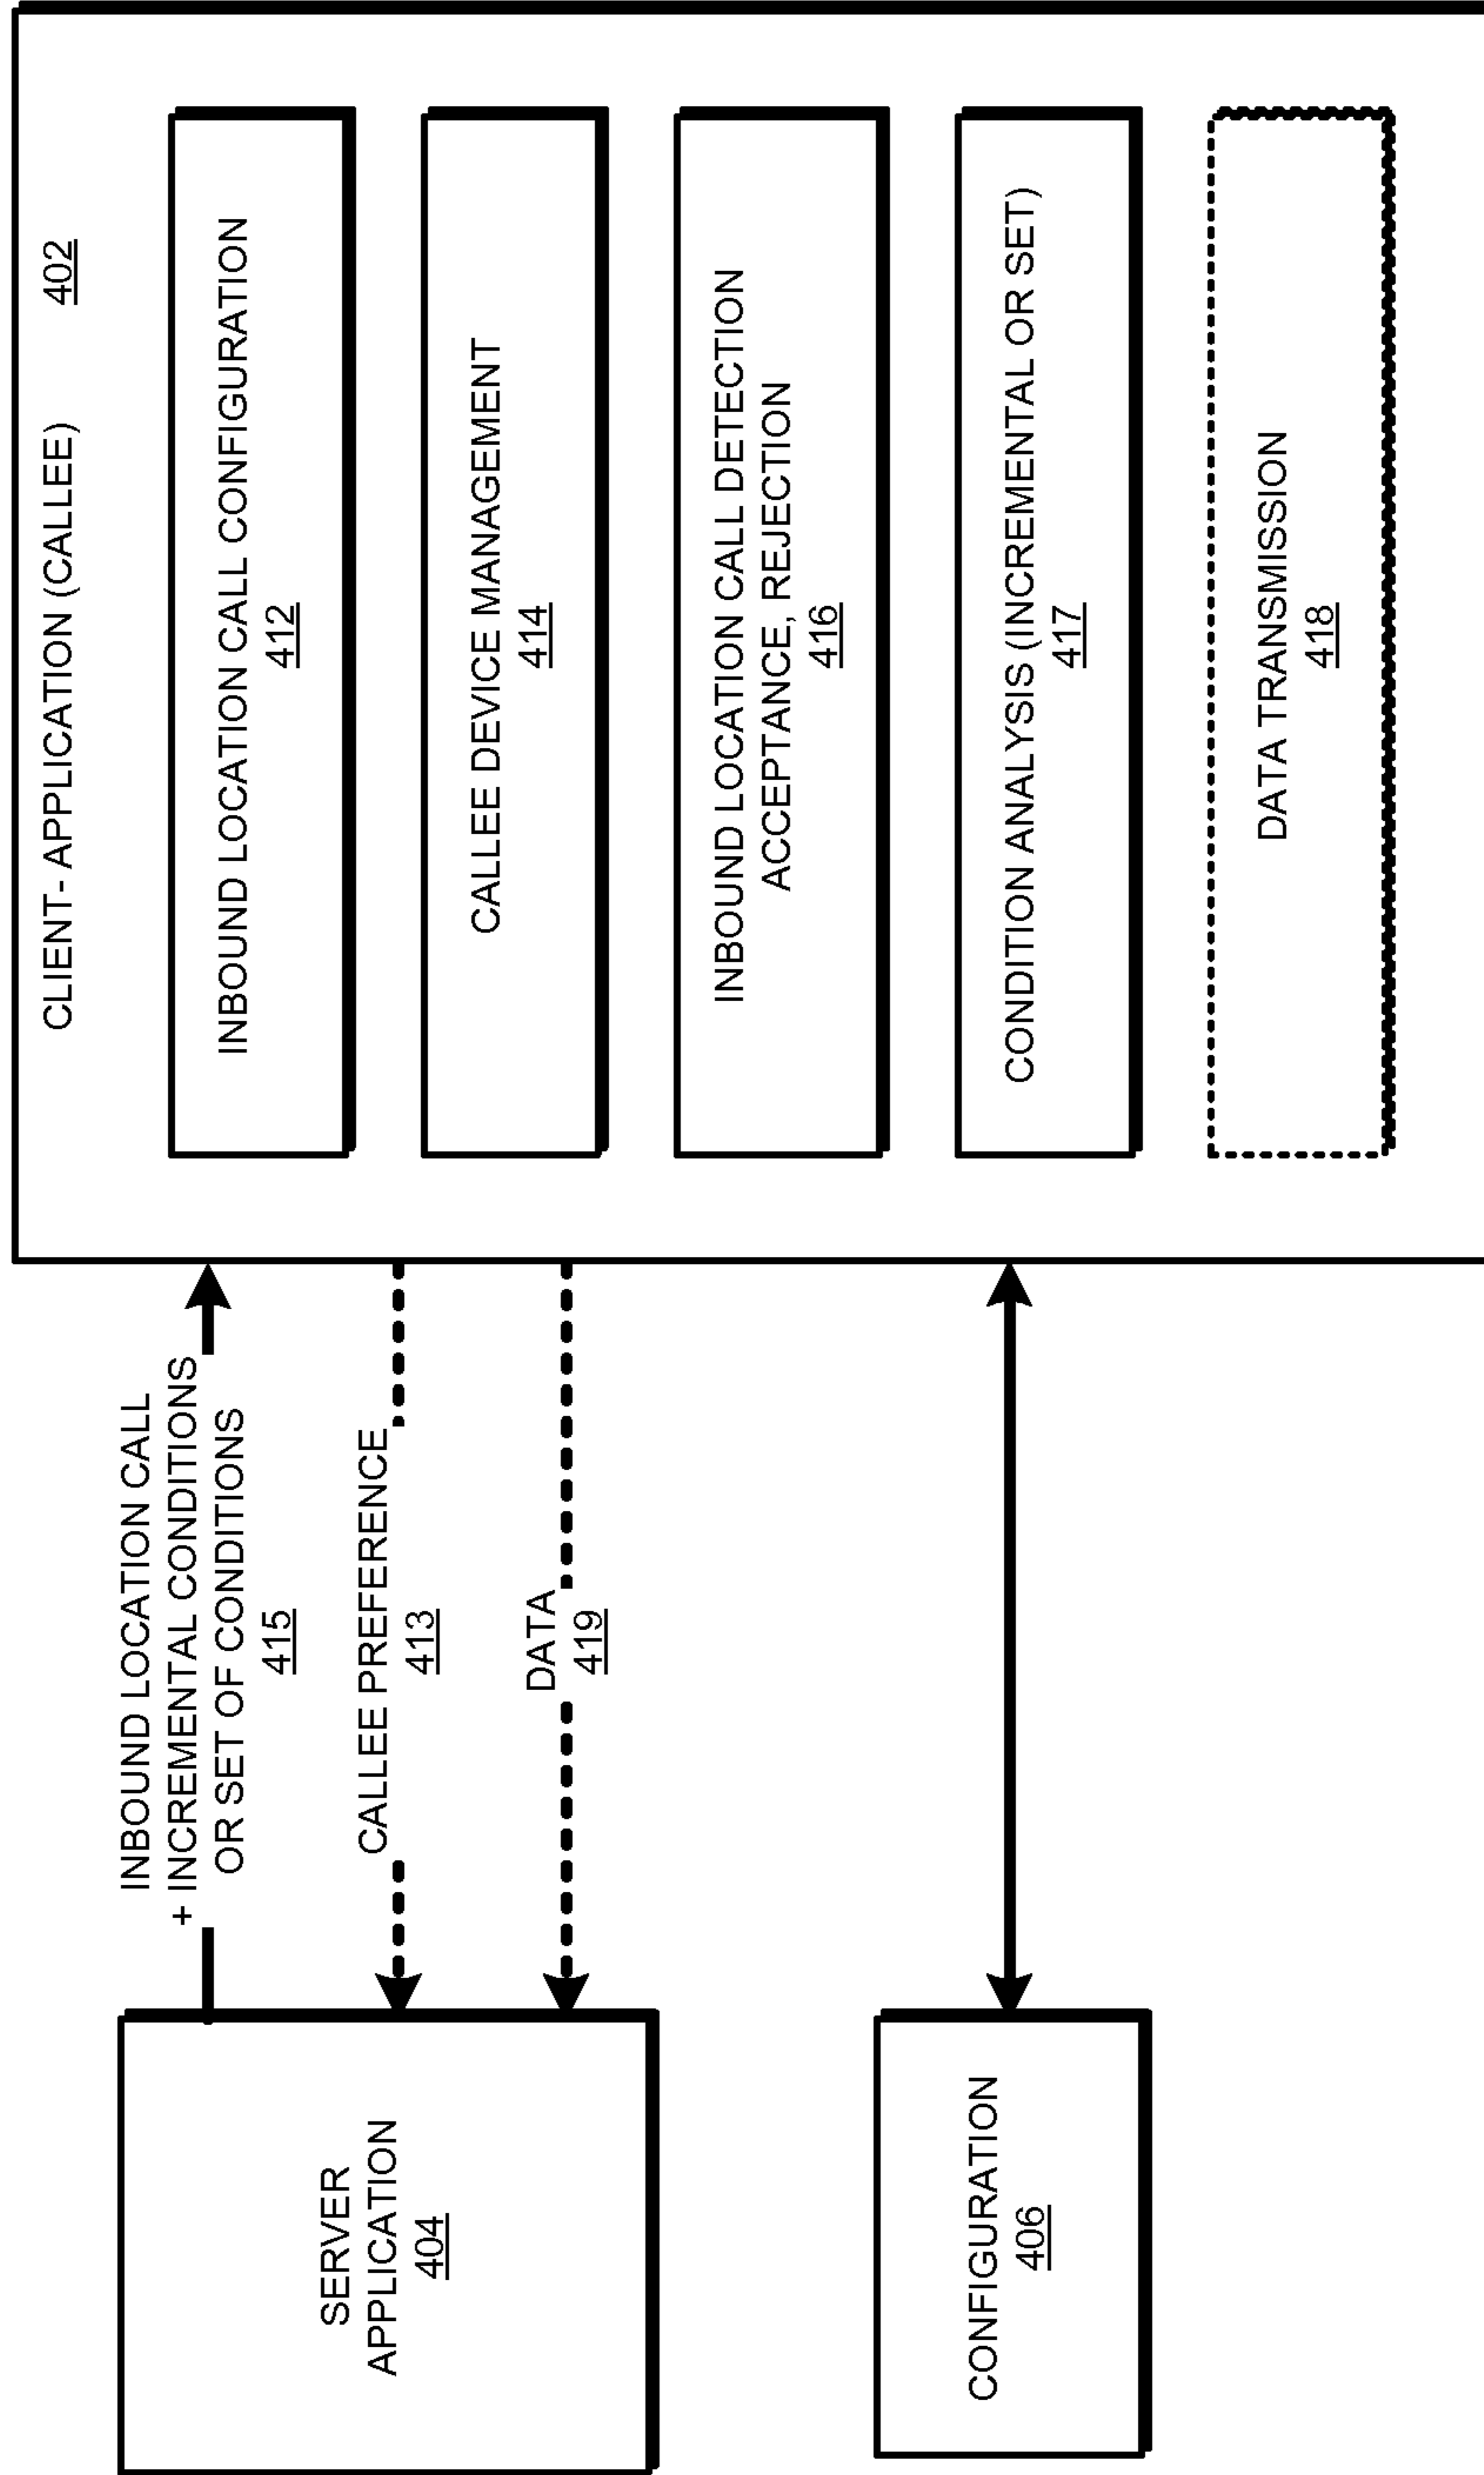 CLIENT- APPLICATION (CALLEE) 402
INBOUND LOCATION CALL CONFIGURATION
412
CALLEE DEVICE MANAGEMENT
414
INBOUND LOCATION CALL DETECTION
ACCEPTANCE, REJECTION
416
CONDITION ANALYSIS (INCREMENTAL OR SET)
417
DATA TRANSMISSION
418
INBOUND LOCATION CALL
+ INCREMENTAL CONDITIONS
OR SET OF CONDITIONS
415
CALLEE PREFERENCE
413
DATA
419
SERVER
APPLICATION
404
CONFIGURATION
406